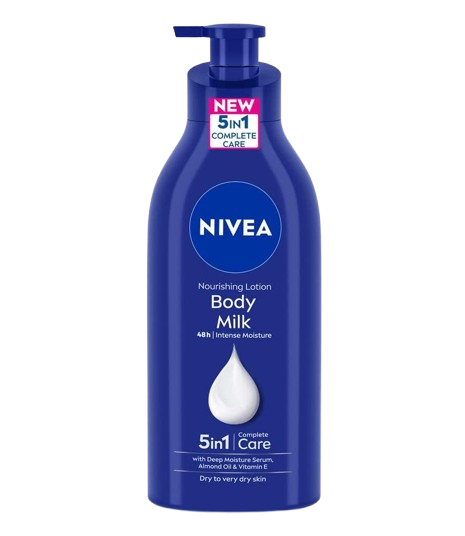 NEW
5IN1
COMPLETE
CARE
NIVEA
Nourishing Lotion
Body
Milk
48h | Intense Moisture
5in1 | Complete Care
with Deep Moisture Serum,
Almond Oil & Vitamin E
Dry to very dry skin